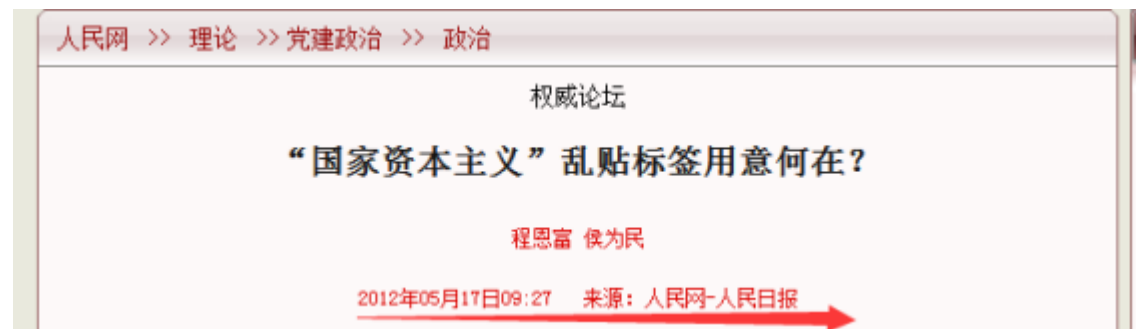 人民网 >> 理论 >> 党建政治 >> 政治
权威论坛
“国家资本主义”乱贴标签用意何在？
程恩富 侯为民
2012年05月17日09:27 来源：人民网-人民日报